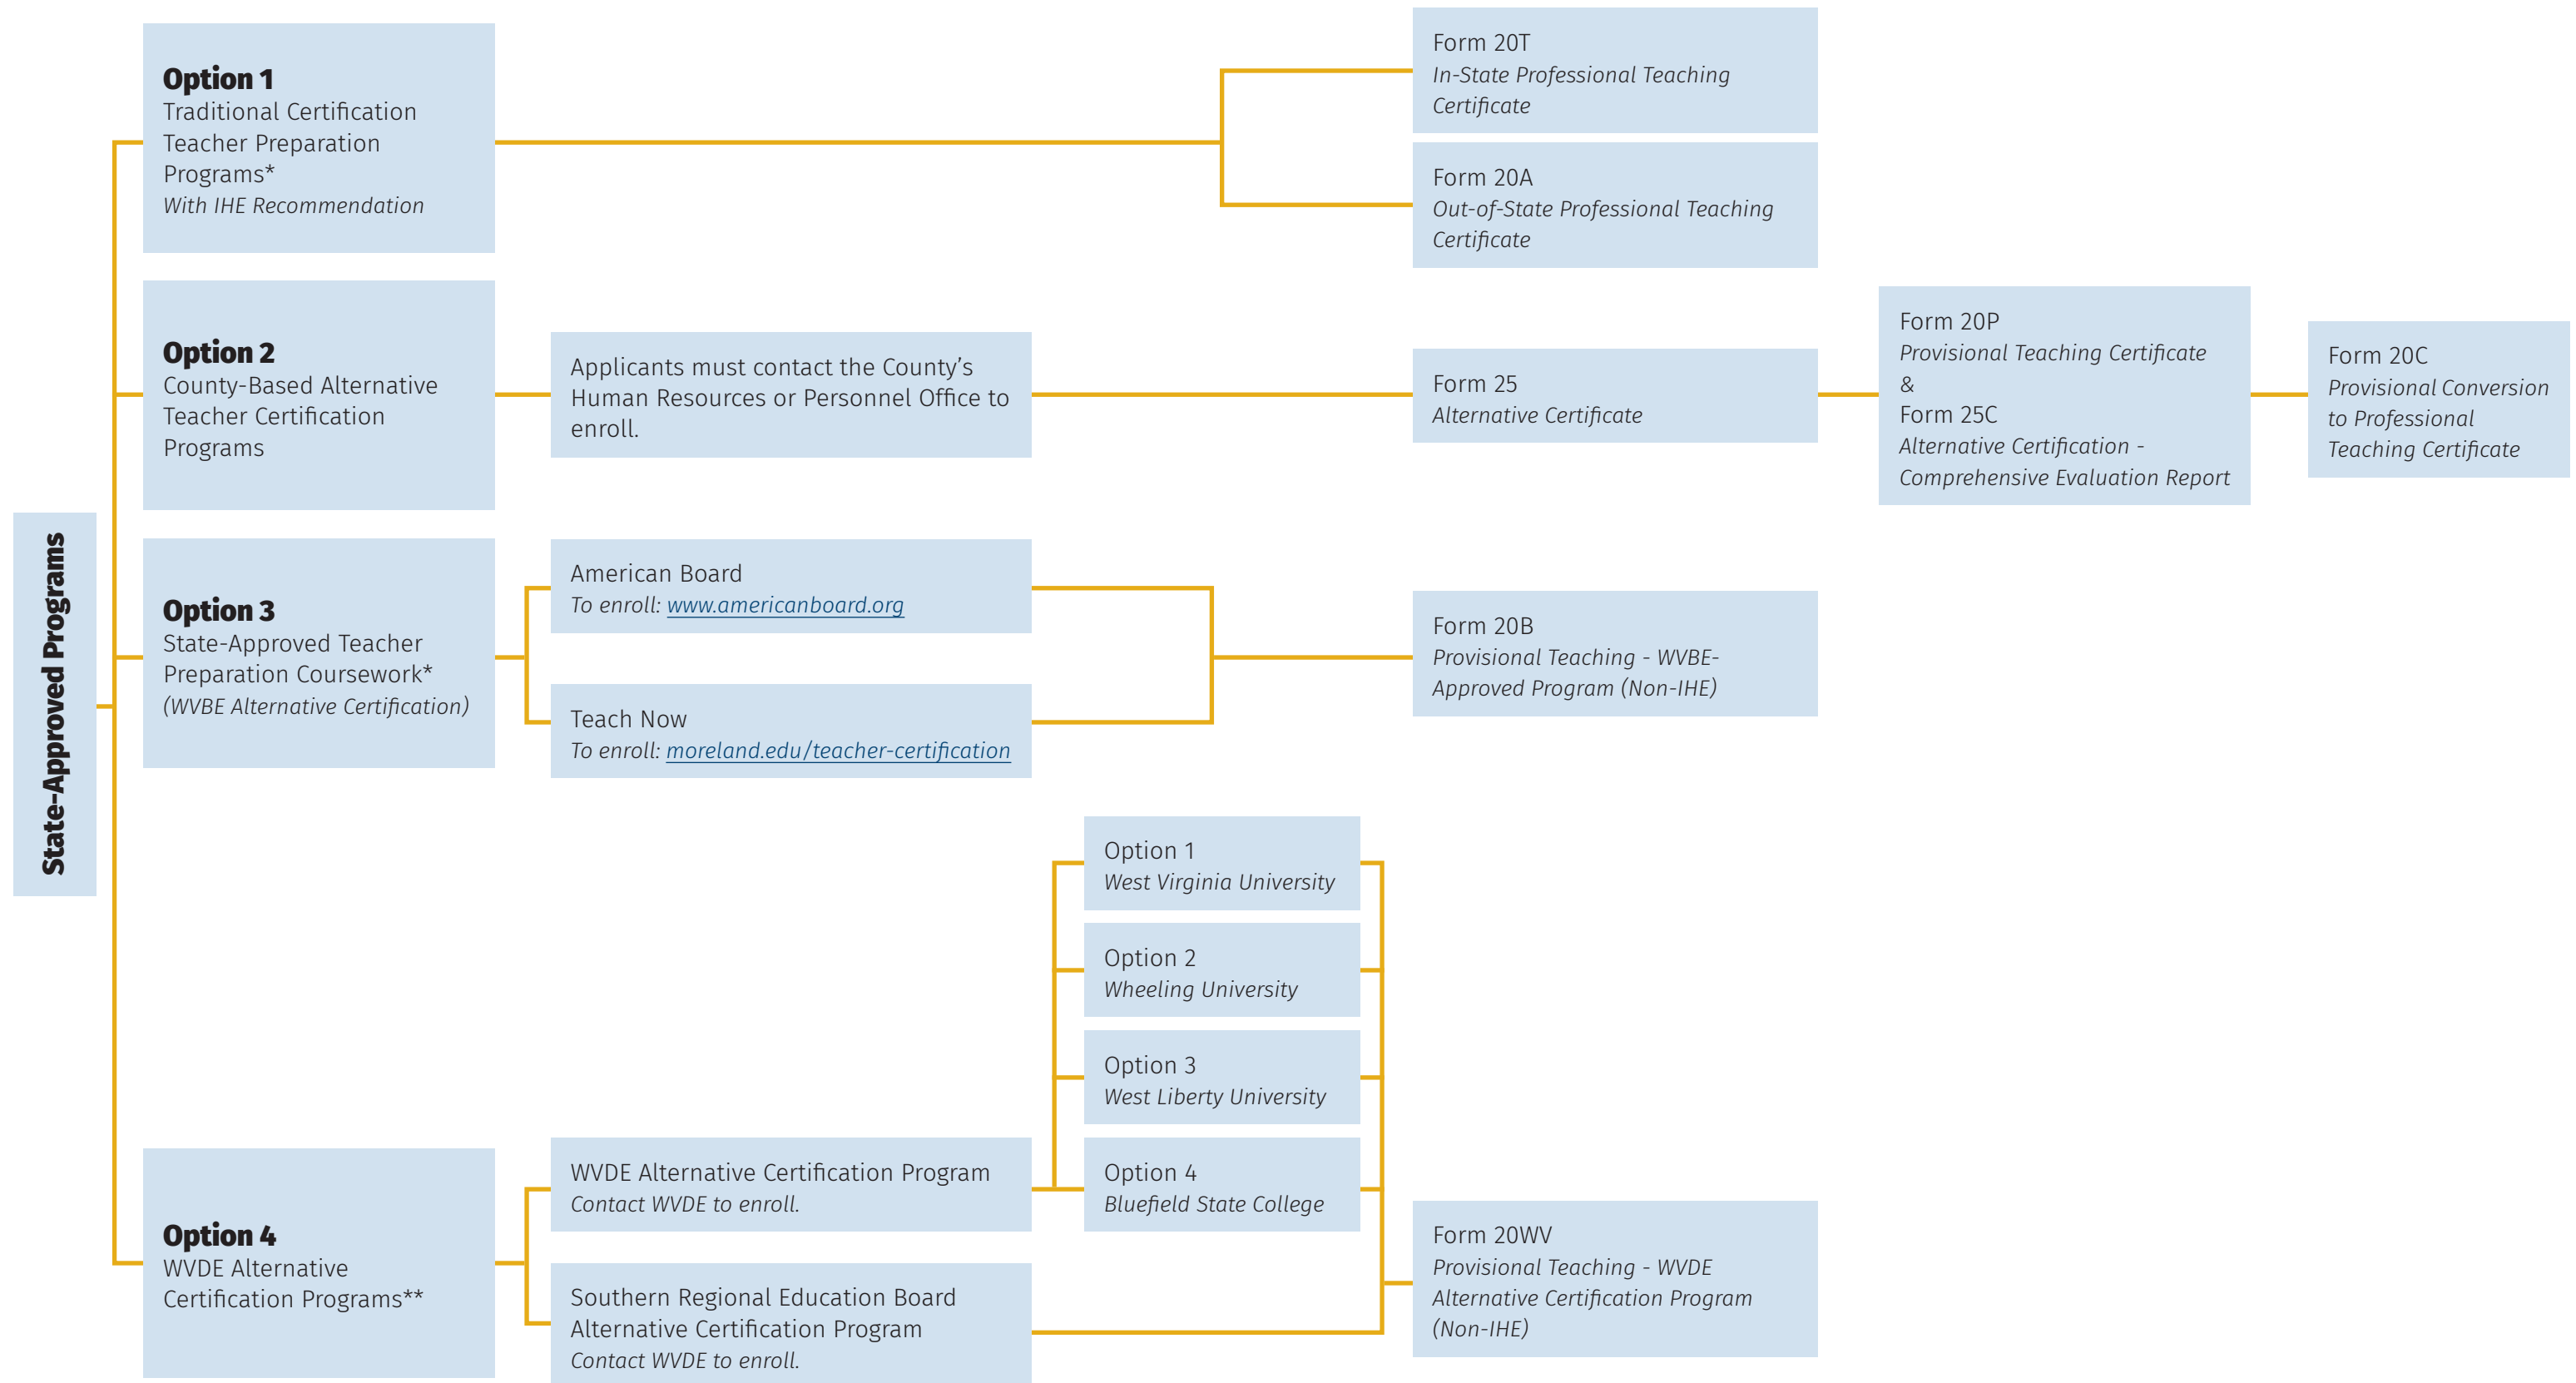 State-Approved Programs
Option 1
Traditional Certification
Teacher Preparation
Programs*
With IHE Recommendation
Form 20T
In-State Professional Teaching
Certificate
Form 20A
Out-of-State Professional Teaching
Certificate
Option 2
County-Based Alternative
Teacher Certification
Programs
Applicants must contact the County’s
Human Resources or Personnel Office to
enroll.
Form 25
Alternative Certificate
Form 20P
Provisional Teaching Certificate
&
Form 25C
Alternative Certification -
Comprehensive Evaluation Report
Form 20C
Provisional Conversion
to Professional
Teaching Certificate
Option 3
State-Approved Teacher
Preparation Coursework*
(WVBE Alternative Certification)
American Board
To enroll: www.americanboard.org
Teach Now
To enroll: moreland.edu/teacher-certification
Form 20B
Provisional Teaching - WVBE-
Approved Program (Non-IHE)
Option 4
WVDE Alternative
Certification Programs**
WVDE Alternative Certification Program
Contact WVDE to enroll.
Southern Regional Education Board
Alternative Certification Program
Contact WVDE to enroll.
Option 1
West Virginia University
Option 2
Wheeling University
Option 3
West Liberty University
Option 4
Bluefield State College
Form 20WV
Provisional Teaching - WVDE
Alternative Certification Program
(Non-IHE)